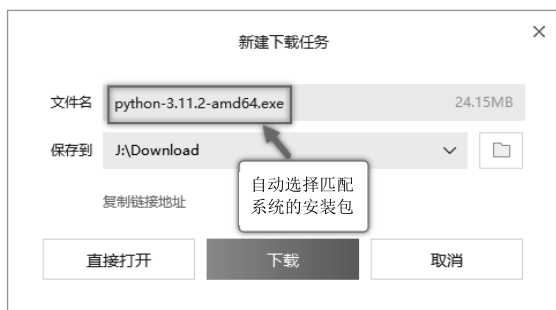 新建下载任务
文件名 python-3.11.2-amd64.exe 24.15MB
保存到 J:\Download
自动选择匹配
系统的安装包
复制链接地址
直接打开 下载 取消